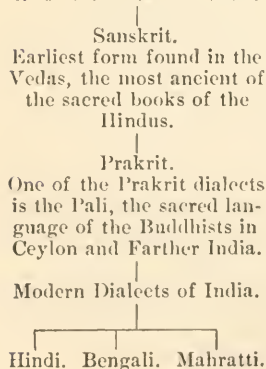 Sanskrit.
Earliest form found in the
Vedas, the most ancient of
the sacred books of the
Hindus.
Prakrit.
One of the Prakrit dialects
is the Pali, the sacred lan-
guage of the Buddhists in
Ceylon and Farther India.
Modern Dialects of India.
Hindi. Bengali. Mahratti.